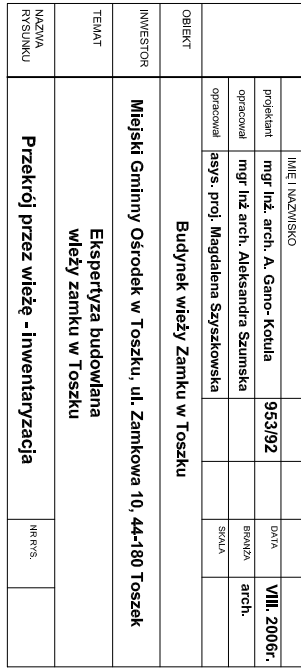 IMIĘ I NAZWISKO
projektant mgr Inż. arch. A. Gano- Kotula 953/92 DATA VIII. 2006r.
opracował mgr Inż arch. Aleksandra Szumska BRANŻA arch.
opracował asys. proj. Magdalena Szyszkowska SKALA
OBIEKT Budynek wieży Zamku w Toszku
INWESTOR Miejski Gminny Ośrodek w Toszku, ul. Zamkowa 10, 44-180 Toszek
TEMAT Ekspertyza budowlana
wieży zamku w Toszku
NAZWA
RYSUNKU Przekrój przez wieżę - inwentaryzacja NR RYS.